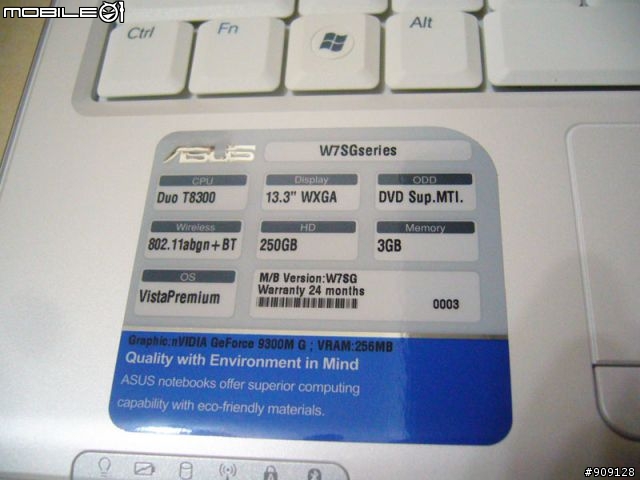 MOBILE01
Ctrl
Fn
Alt
ASUS
W7SGseries
CPU
Display
ODD
Duo T8300
13.3" WXGA
DVD Sup.MTI.
Wireless
HD
Memory
802.11abgn+BT
250GB
3GB
OS
VistaPremium
M/B Version:W7SG
Warranty 24 months
0003
Graphic:nVIDIA GeForce 9300M G ; VRAM:256MB
Quality with Environment in Mind
ASUS notebooks offer superior computing
capability with eco-friendly materials.
#909128